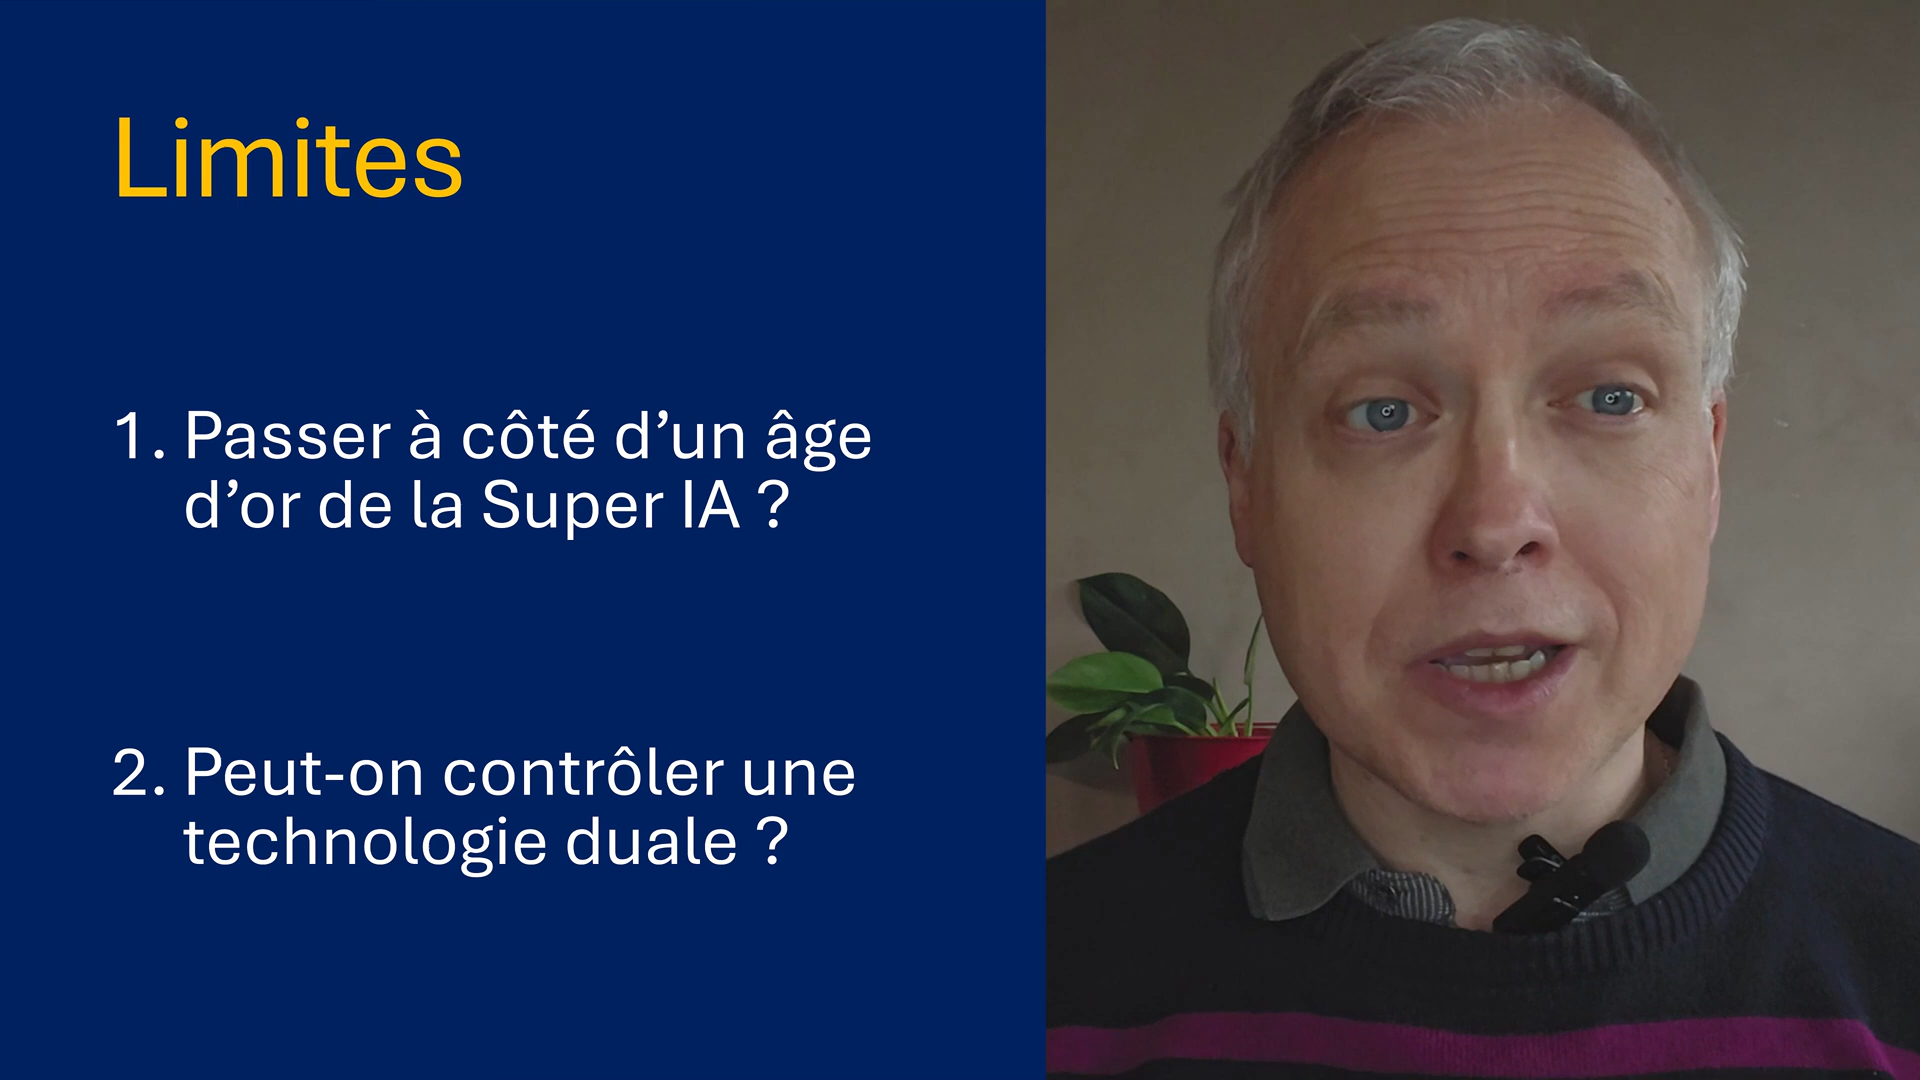 Limites
1. Passer à côté d’un âge
d’or de la Super IA ?
2. Peut-on contrôler une
technologie duale ?